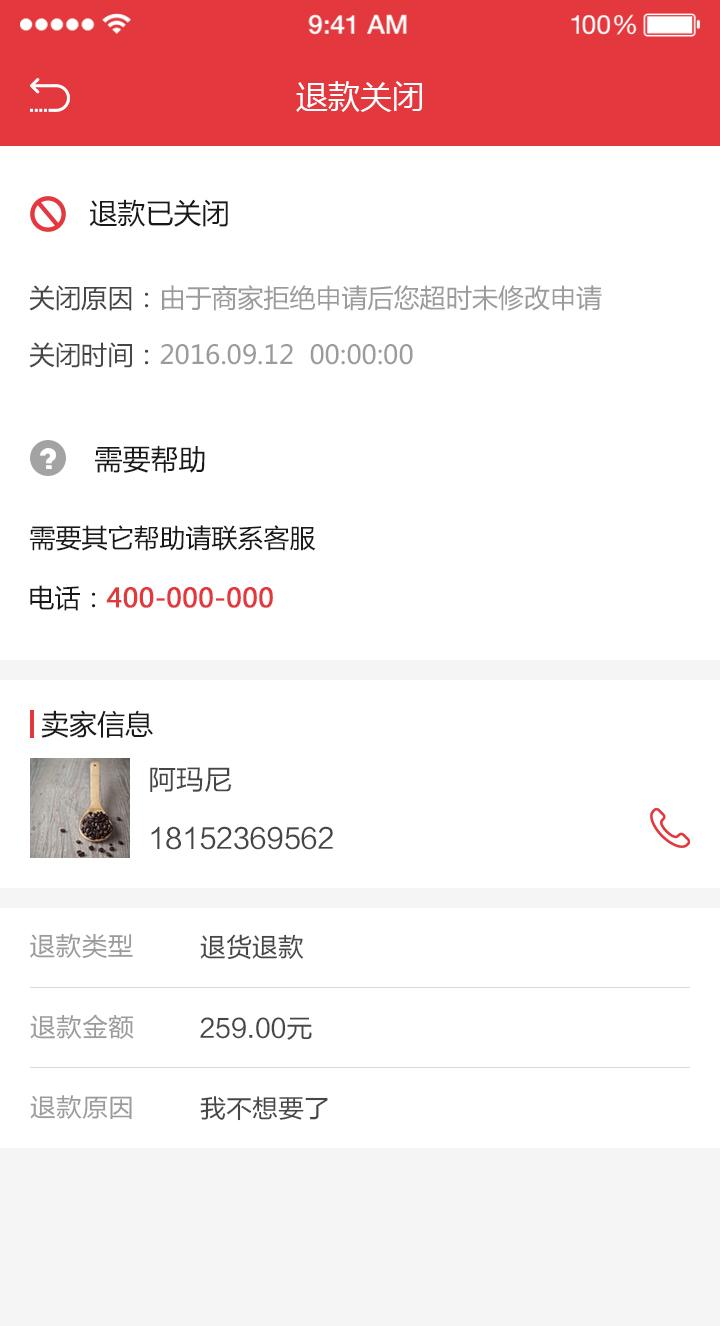 9:41 AM 100%
退款关闭
退款已关闭
关闭原因：由于商家拒绝申请后您超时未修改申请
关闭时间：2016.09.12 00:00:00
? 需要帮助
需要其它帮助请联系客服
电话：400-000-000
卖家信息
阿玛尼
18152369562
退款类型 退货退款
退款金额 259.00元
退款原因 我不想要了